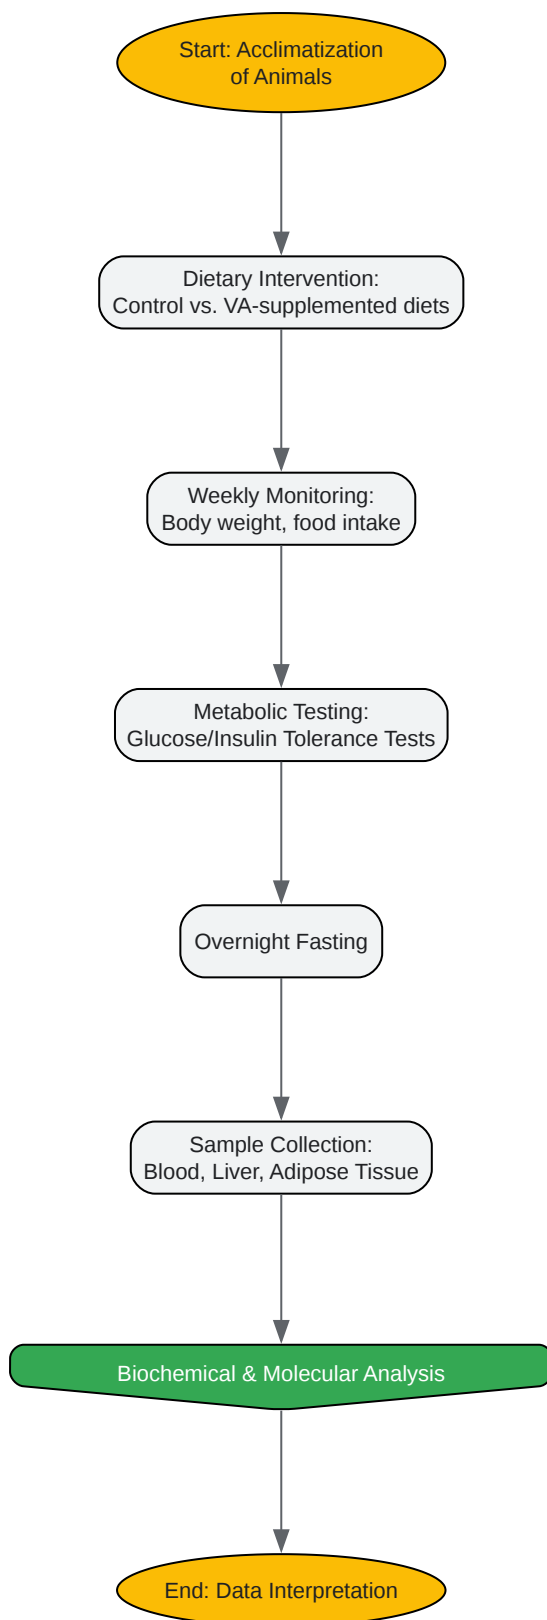 Start: Acclimatization
of Animals
Dietary Intervention:
Control vs. VA-supplemented diets
Weekly Monitoring:
Body weight, food intake
Metabolic Testing:
Glucose/Insulin Tolerance Tests
Overnight Fasting
Sample Collection:
Blood, Liver, Adipose Tissue
Biochemical & Molecular Analysis
End: Data Interpretation